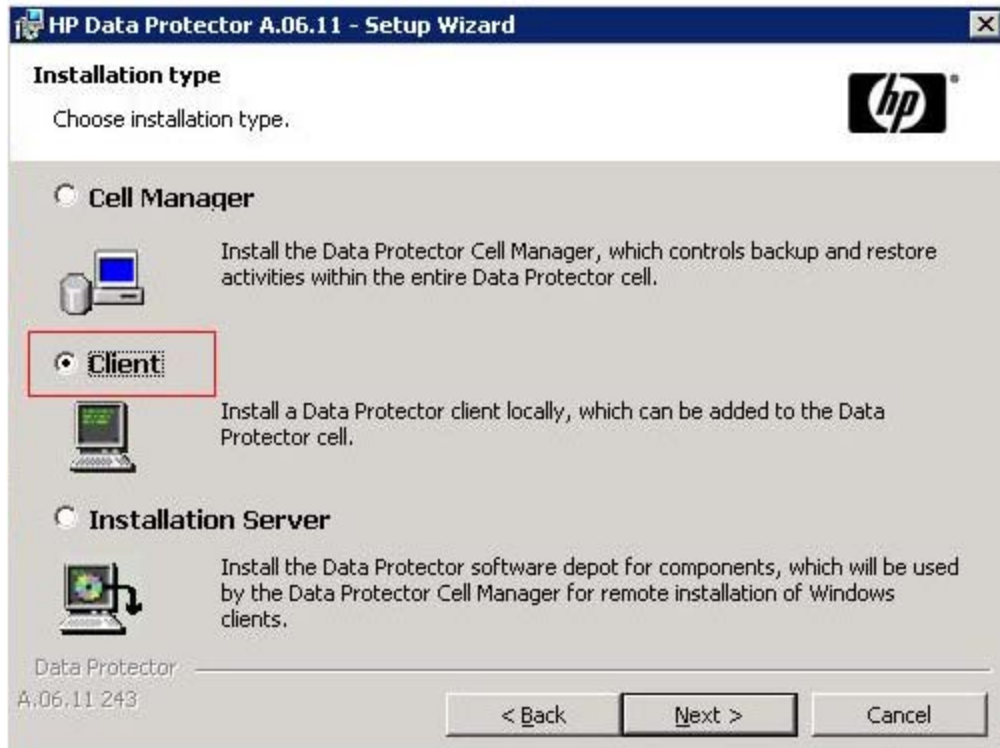 HP Data Protector A.06.11 - Setup Wizard
Installation type
Choose installation type.
hp
Cell Manager
Install the Data Protector Cell Manager, which controls backup and restore
activities within the entire Data Protector cell.
Client
Install a Data Protector client locally, which can be added to the Data
Protector cell.
Installation Server
Install the Data Protector software depot for components, which will be used
by the Data Protector Cell Manager for remote installation of Windows
clients.
Data Protector
A.06.11 243
< Back
Next >
Cancel